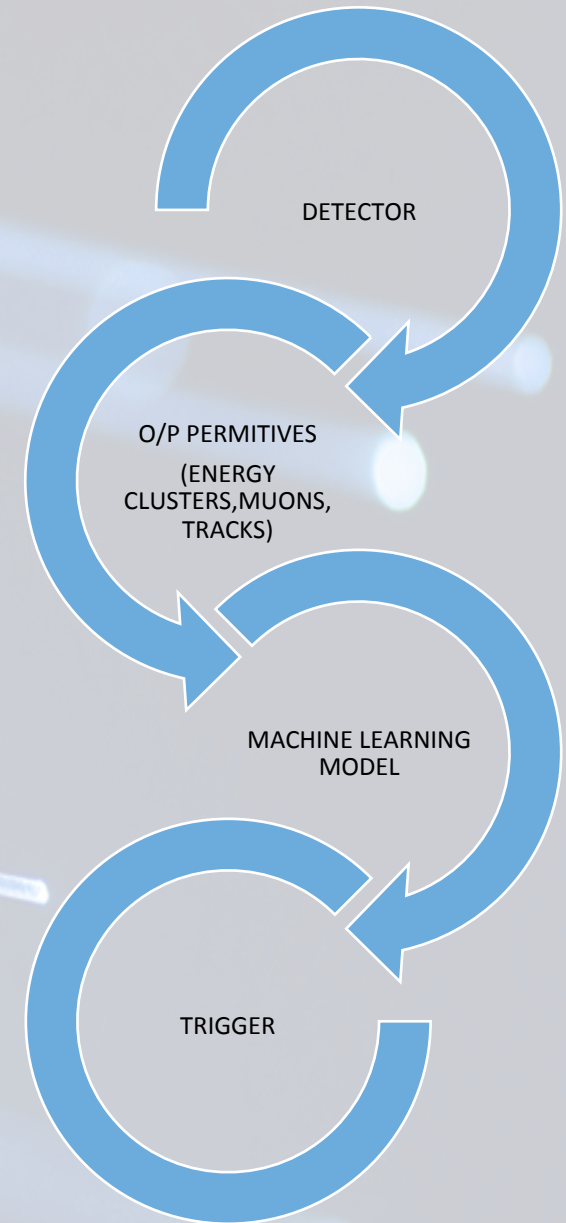 DETECTOR
O/P PERMITIVES
(ENERGY
CLUSTERS,MUONS,
TRACKS)
MACHINE LEARNING
MODEL
TRIGGER